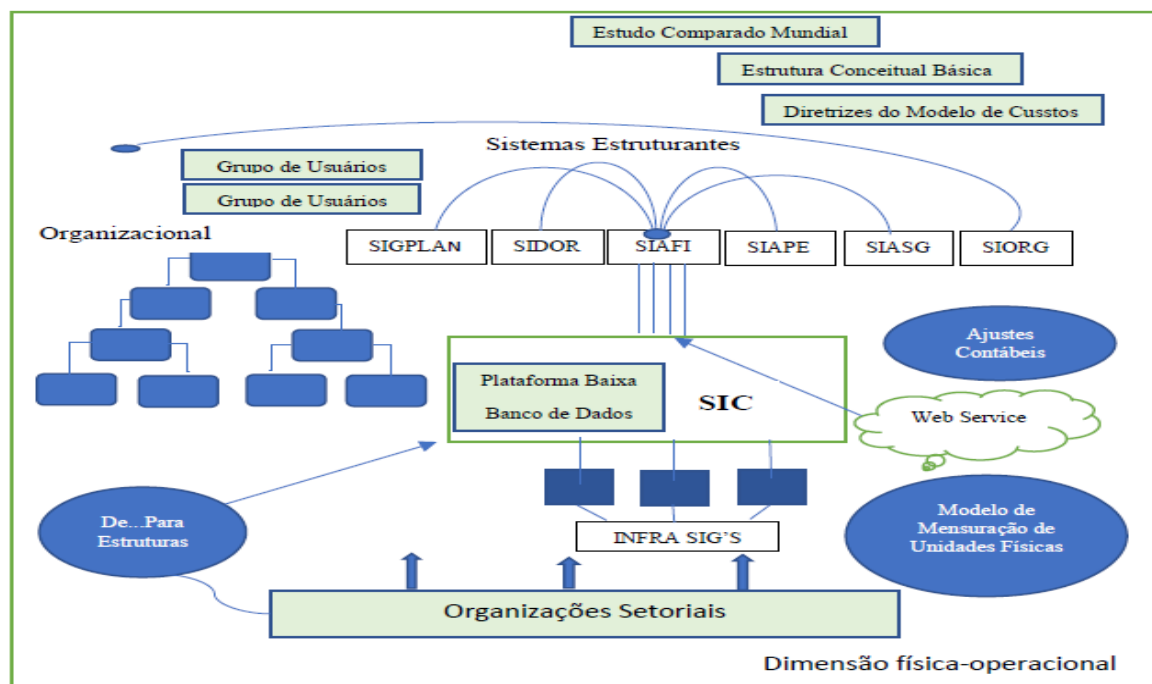 Estudo Comparado Mundial
Estrutura Conceitual Básica
Diretrizes do Modelo de Cusstos
Sistemas Estruturantes
Grupo de Usuários
Grupo de Usuários
Organizacional
SIGPLAN
SIDOR
SIAFI
SIAPE
SIASG
SIORG
Ajustes
Contábeis
Plataforma Baixa
Banco de Dados
SIC
Web Service
De...Para
Estruturas
Modelo de
Mensuração de
Unidades Físicas
INFRA SIG'S
Organizações Setoriais
Dimensão física-operacional